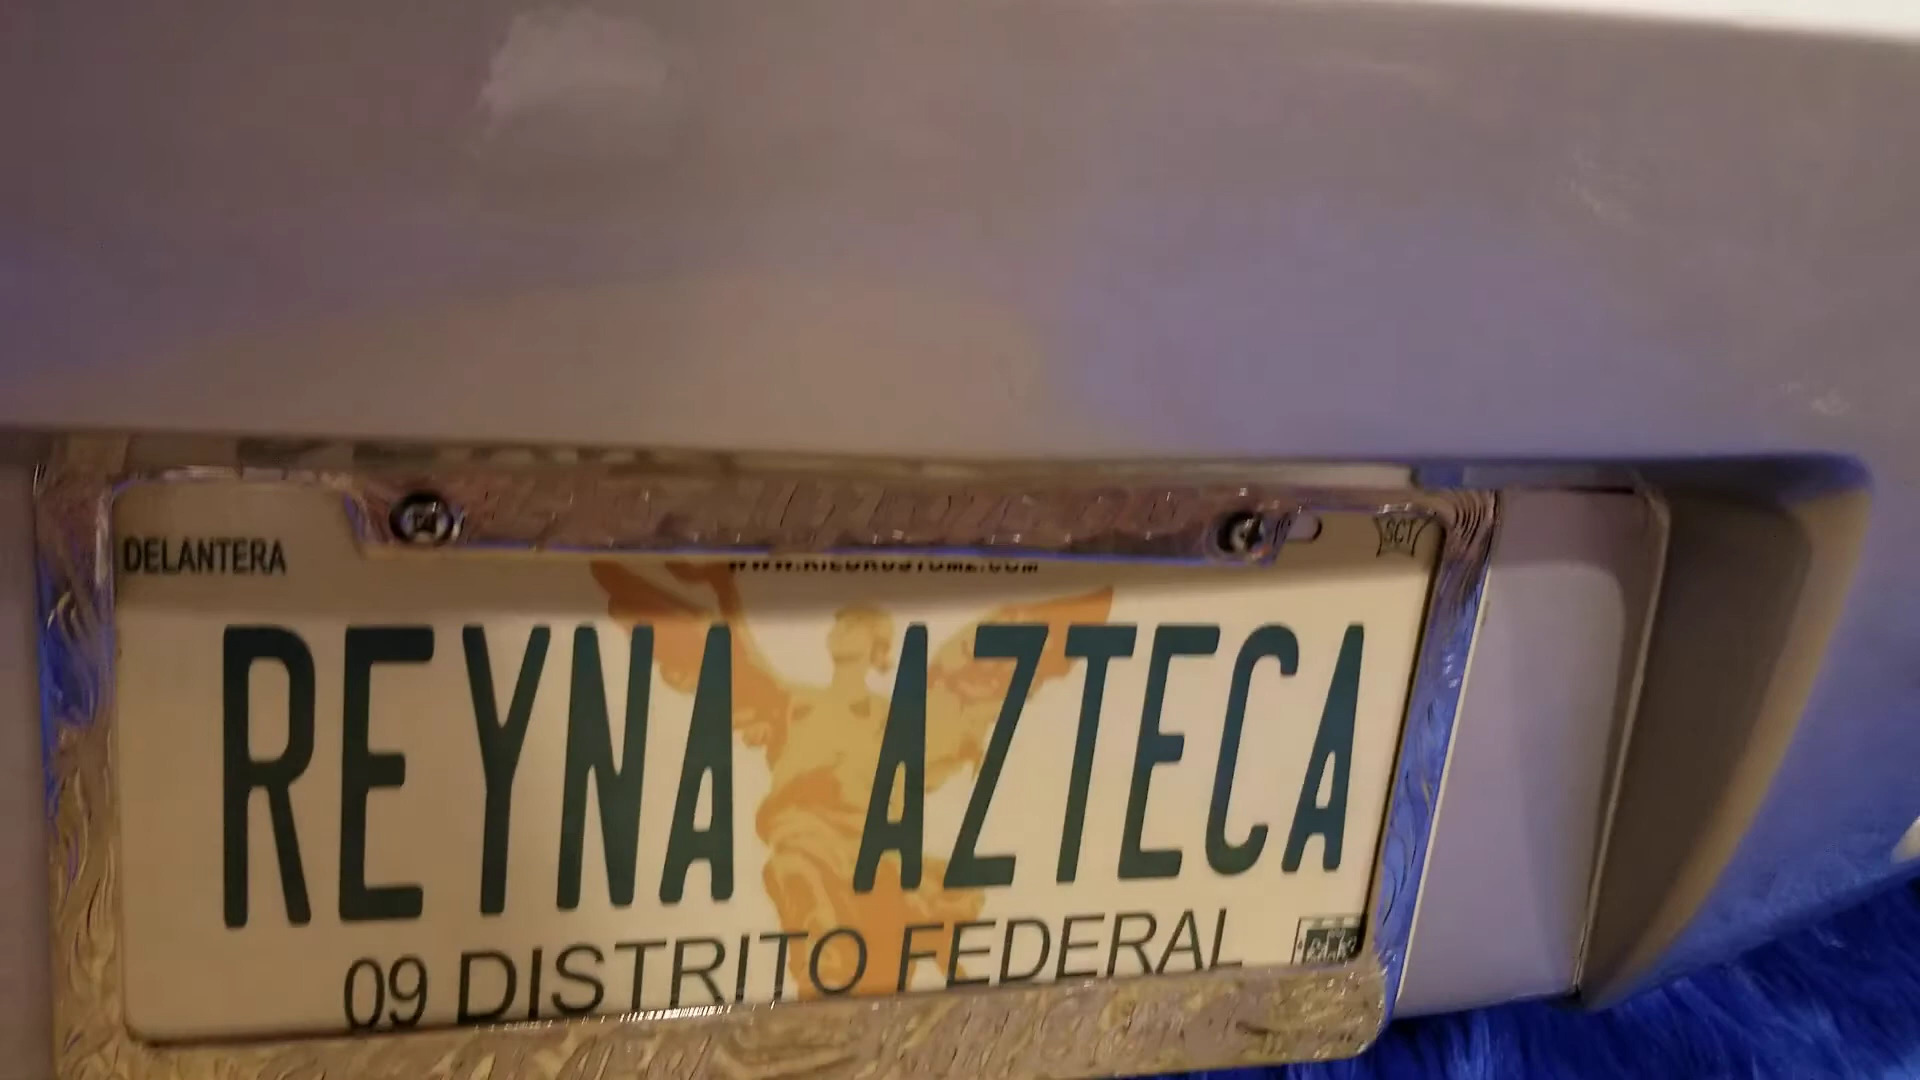 DELANTERA
SCT
REYNA AZTECA
09 DISTRITO FEDERAL